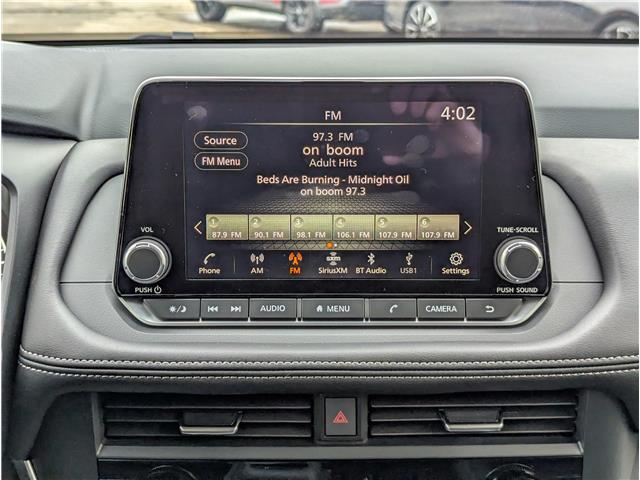 FM
4:02
Source
FM Menu
97.3 FM
on boom
Adult Hits
Beds Are Burning - Midnight Oil
on boom 97.3
1 2 3 4 5 6
87.9 FM 90.1 FM 98.1 FM 106.1 FM 107.9 FM 107.9 FM
Phone AM FM SiriusXM BT Audio USB1 Settings
VOL
PUSH
TUNE-SCROLL
PUSH SOUND
AUDIO MENU CAMERA